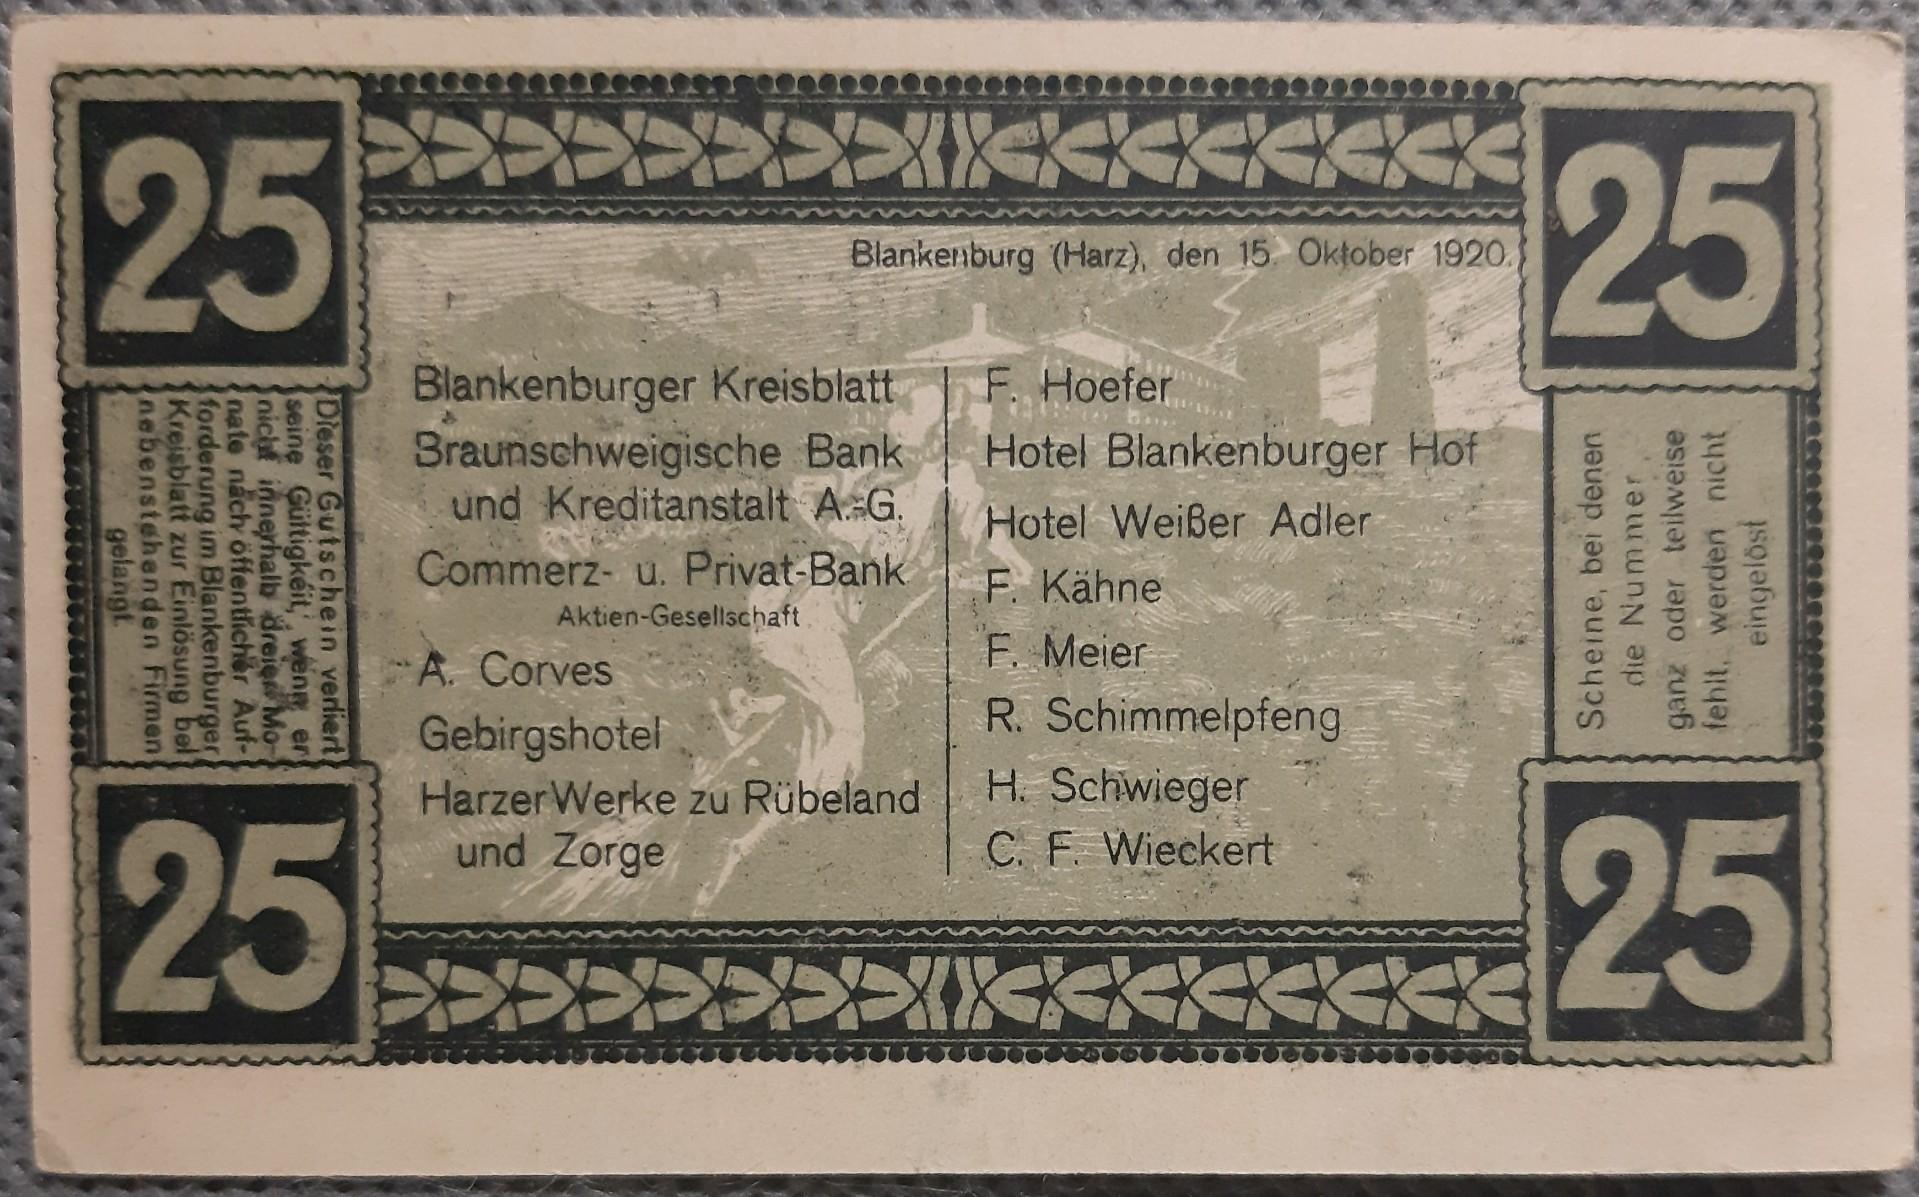 25
25
Blankenburg (Harz), den 15. Oktober 1920.
Dieser Gutschein verliert
seine Gültigkeit, wenn er
nicht innerhalb dreier Mo-
nate nach öffentlicher Auf-
forderung im Blankenburger
Kreisblatt zur Einlösung bei
nebenstehenden Firmen
gelangt
Blankenburger Kreisblatt
Braunschweigische Bank
und Kreditanstalt A.-G.
Commerz- u. Privat-Bank
Aktien-Gesellschaft
A. Corves
Gebirgshotel
Harzer Werke zu Rübeland
und Zorge
F. Hoefer
Hotel Blankenburger Hof
Hotel Weißer Adler
F. Kähne
F. Meier
R. Schimmelpfeng
H. Schwieger
C. F. Wieckert
Scheine, bei denen
die Nummer
ganz oder teilweise
fehlt, werden nicht
eingelöst
25
25